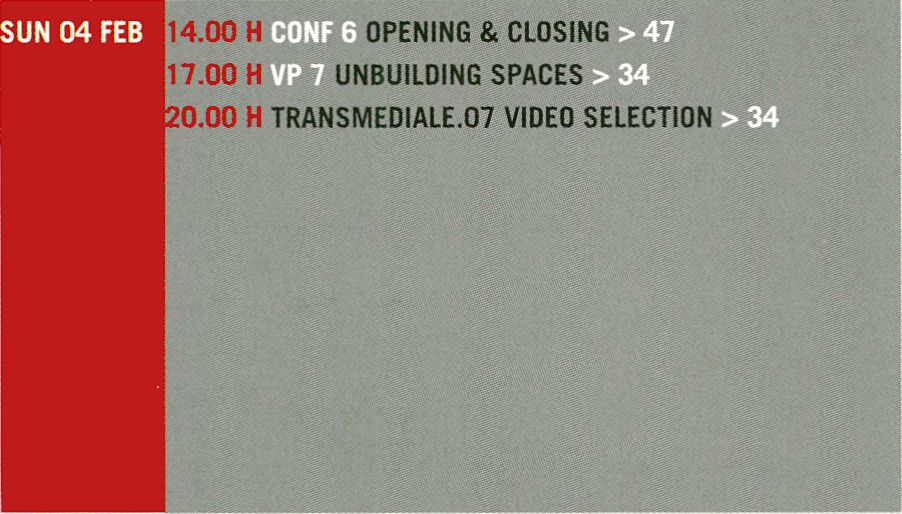 SUN 04 FEB 14.00 H CONF 6 OPENING & CLOSING > 47
17.00 H VP 7 UNBUILDING SPACES > 34
20.00 H TRANSMEDIALE.07 VIDEO SELECTION > 34